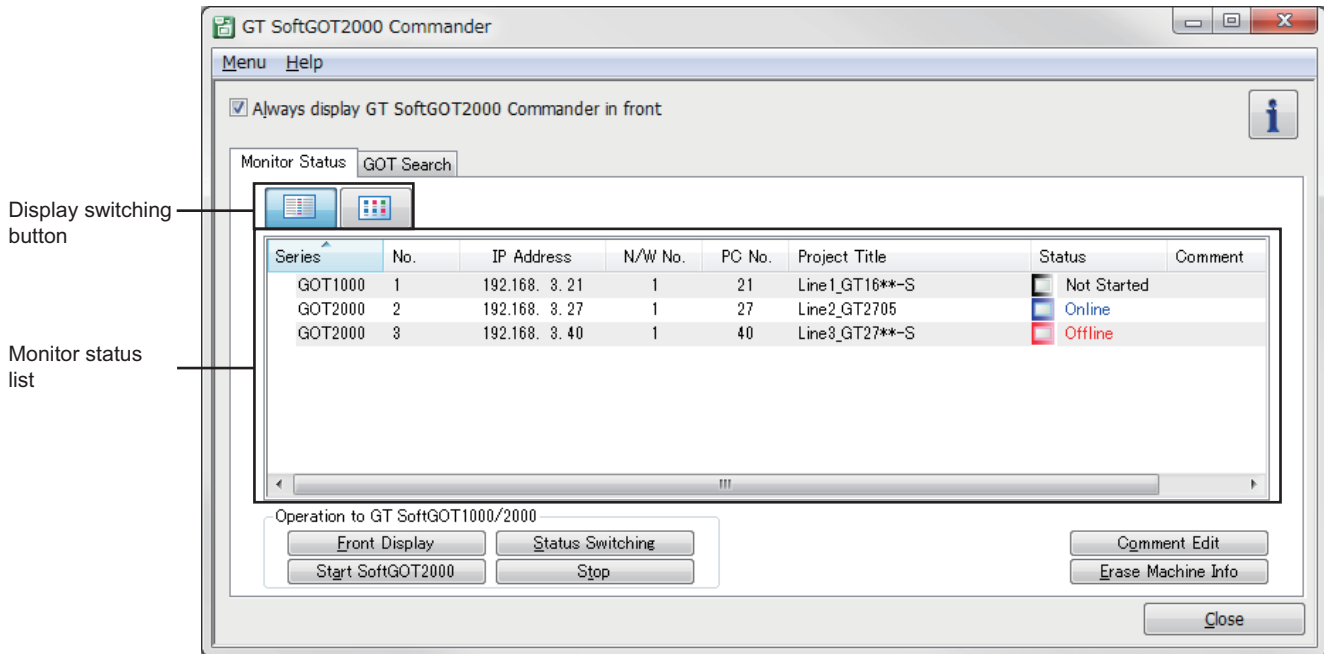 GT SoftGOT2000 Commander
Menu Help
Always display GT SoftGOT2000 Commander in front
i
Monitor Status GOT Search
Display switching
button
Series No. IP Address N/W No. PC No. Project Title Status Comment
GOT1000 1 192.168. 3. 21 1 21 Line1_GT16**-S Not Started
GOT2000 2 192.168. 3. 27 1 27 Line2_GT2705 Online
GOT2000 3 192.168. 3. 40 1 40 Line3_GT27**-S Offline
Monitor status
list
Operation to GT SoftGOT1000/2000
Front Display Status Switching Comment Edit
Start SoftGOT2000 Stop Erase Machine Info
Close